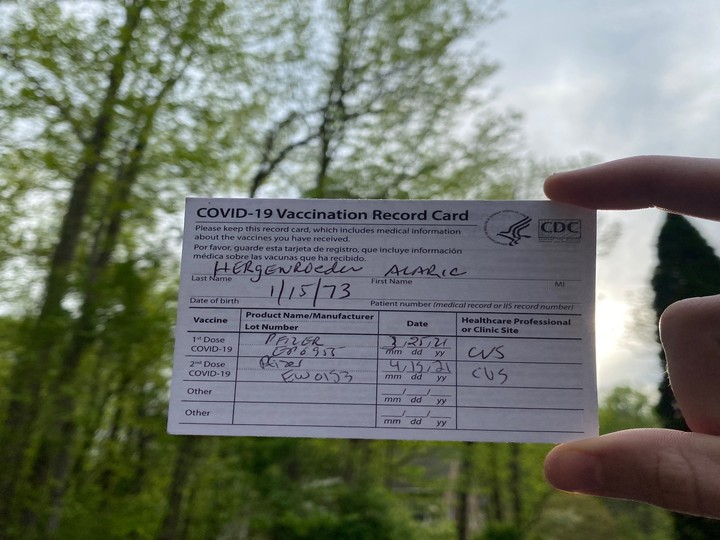 COVID-19 Vaccination Record Card
CDC
Please keep this record card, which includes medical information
about the vaccines you have received.
Por favor, guarde esta tarjeta de registro, que incluye información
médica sobre las vacunas que ha recibido.
HERGENROEDER ALARIC
Last Name First Name MI
1/15/73
Date of birth Patient number (medical record or IIS record number)
Vaccine Product Name/Manufacturer Date Healthcare Professional
Lot Number or Clinic Site
1st Dose PFIZER 3/25/21 CVS
COVID-19 mm dd yy
2nd Dose Pfizer 4/15/21 CVS
COVID-19 EW0153 mm dd yy
Other / /
mm dd yy
Other / /
mm dd yy